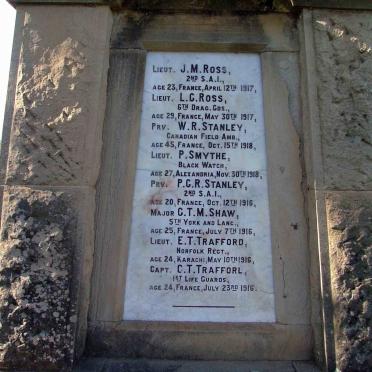 LIEUT. J.M. ROSS,
2ND S.A.I.,
AGE 23, FRANCE, APRIL 12TH 1917,
LIEUT. L.G. ROSS,
6TH DRAG. GDS.,
AGE 29, FRANCE, MAY 30TH 1917,
PRV. W.R. STANLEY,
CANADIAN FIELD AMB.,
AGE 45, FRANCE, OCT. 15TH 1918,
LIEUT. P. SMYTHE,
BLACK WATCH,
AGE 27, ALEXANDRIA, NOV. 30TH 1918,
PRV. P.G.R. STANLEY,
2ND S.A.I.,
AGE 20, FRANCE, OCT. 12TH 1916,
MAJOR G.T.M. SHAW,
5TH YORK AND LANC.,
AGE 25, FRANCE, JULY 7TH 1916,
LIEUT. E.T. TRAFFORD,
NORFOLK REGT.,
AGE 24, KARACHI, MAY 10TH 1916,
CAPT. C.T. TRAFFORD,
1ST LIFE GUARDS,
AGE 24, FRANCE, JULY 23RD 1916.